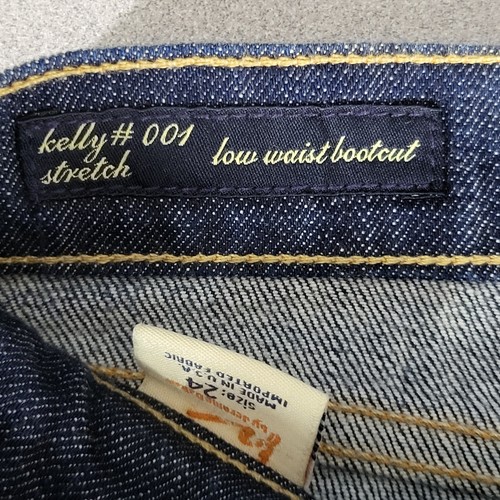 kelly# 001
stretch
low waist bootcut
SIZE: 24
MADE IN U.S.A.
IMPORTED FABRIC